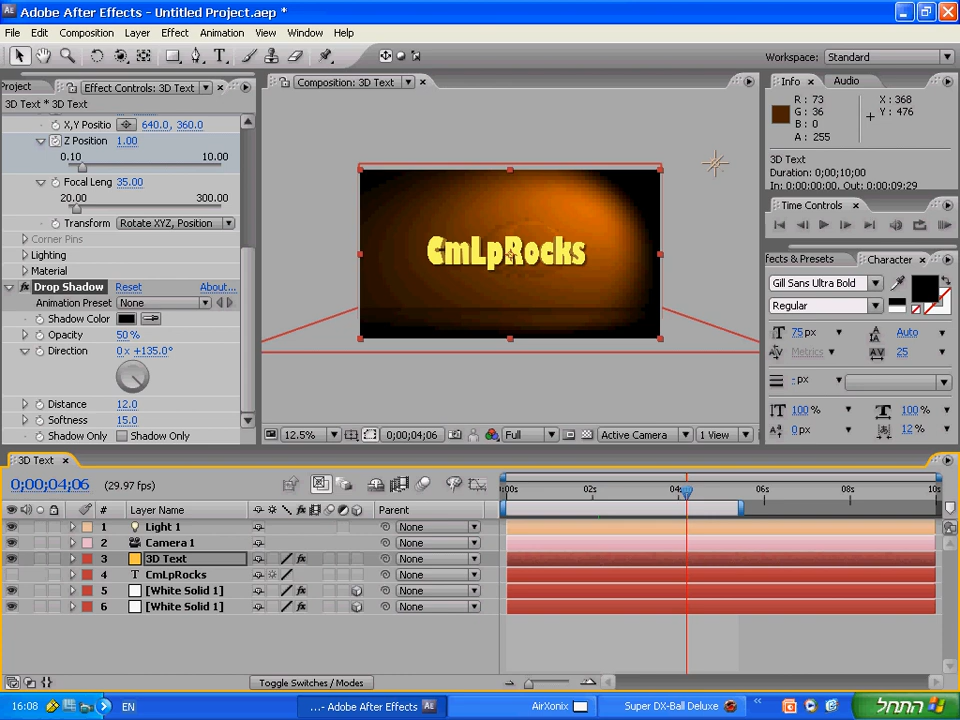 Adobe After Effects - Untitled Project.aep *
File Edit Composition Layer Effect Animation View Window Help
Workspace: Standard
Project Effect Controls: 3D Text
3D Text * 3D Text
X,Y Positio 640.0, 360.0
Z Position 1.00
0.10 10.00
Focal Leng 35.00
20.00 300.00
Transform Rotate XYZ, Position
Corner Pins
Lighting
Material
Drop Shadow Reset About...
Animation Preset None
Shadow Color
Opacity 50 %
Direction 0 x +135.0°
Distance 12.0
Softness 15.0
Shadow Only Shadow Only
Composition: 3D Text
CmLpRocks
12.5% 0;00;04;06 Full Active Camera 1 View
Info Audio
R : 73 X : 368
G : 36 Y : 476
B : 0
A : 255
3D Text
Duration: 0;00;10;00
In: 0:00:00:00, Out: 0:00:09:29
Time Controls
fects & Presets Character
Gill Sans Ultra Bold
Regular
75 px Auto
Metrics 25
- px
100 % 100 %
0 px 12 %
3D Text
0;00;04;06 (29.97 fps)
:00s 02s 04s 06s 08s 10s
# Layer Name Parent
1 Light 1 None
2 Camera 1 None
3 3D Text None
4 T CmLpRocks None
5 [White Solid 1] None
6 [White Solid 1] None
Toggle Switches / Modes
16:08 EN ...- Adobe After Effects AirXonix Super DX-Ball Deluxe התחל